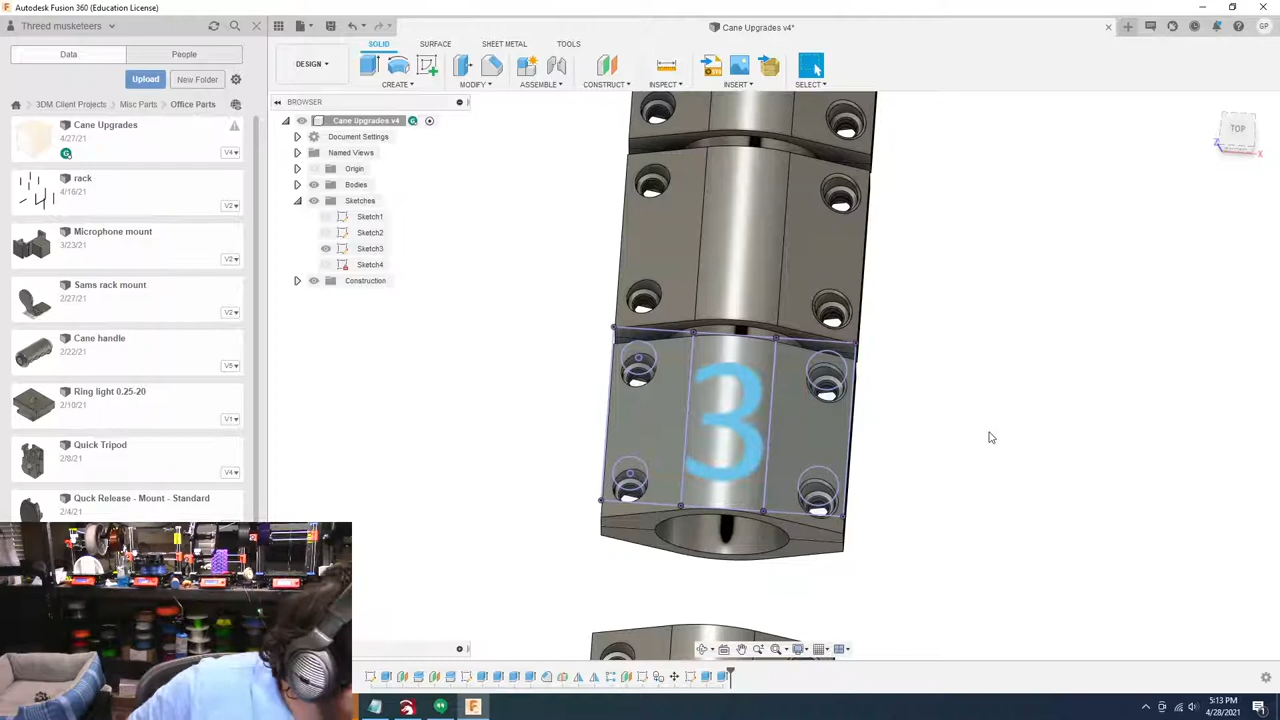 Autodesk Fusion 360 (Education License)
Threed musketeers
Cane Upgrades v4*
GP
Data
People
SOLID
SURFACE
SHEET METAL
TOOLS
DESIGN
CREATE
MODIFY
ASSEMBLE
CONSTRUCT
INSPECT
INSERT
SELECT
Upload
New Folder
3DM Client Projects
Misc Parts
Office Parts
BROWSER
Cane Upgrades v4
Document Settings
Named Views
Origin
Bodies
Sketches
Sketch1
Sketch2
Sketch3
Sketch4
Construction
Cane Upgrades
4/27/21
V4
rack
4/16/21
V2
Microphone mount
3/23/21
V2
Sams rack mount
2/27/21
V2
Cane handle
2/22/21
V5
Ring light 0.25-20
2/10/21
V1
Quick Tripod
2/8/21
V4
Quck Release - Mount - Standard
TOP
Z
X
3
5:13 PM
4/28/2021